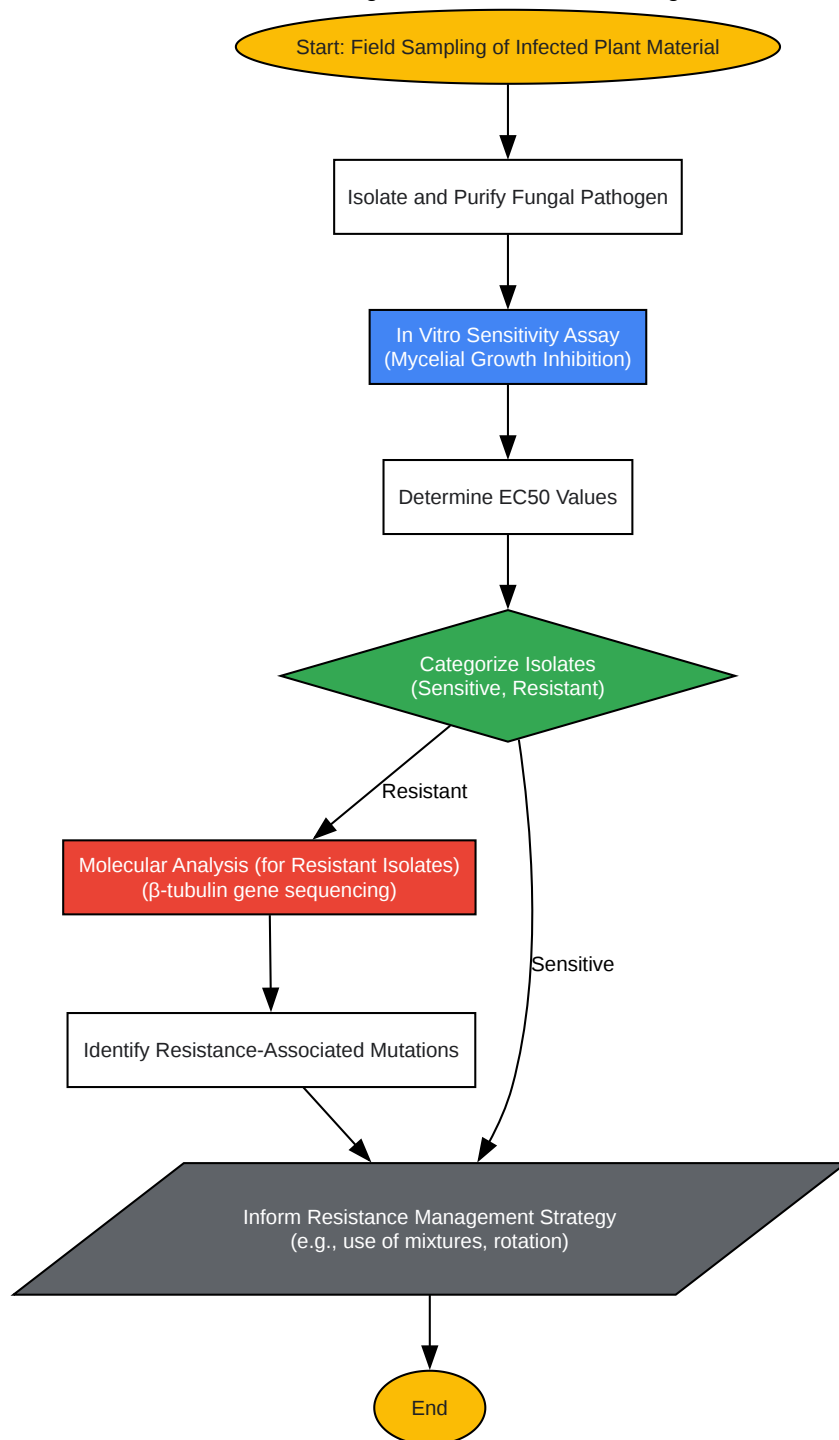 Start: Field Sampling of Infected Plant Material
Isolate and Purify Fungal Pathogen
In Vitro Sensitivity Assay
(Mycelial Growth Inhibition)
Determine EC50 Values
Categorize Isolates
(Sensitive, Resistant)
Resistant
Molecular Analysis (for Resistant Isolates)
(β-tubulin gene sequencing)
Sensitive
Identify Resistance-Associated Mutations
Inform Resistance Management Strategy
(e.g., use of mixtures, rotation)
End